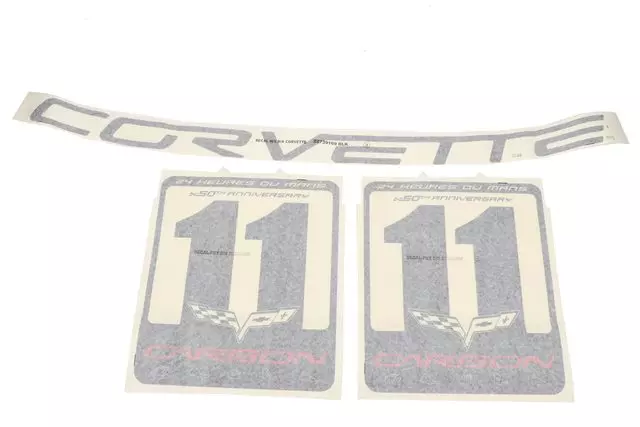 CORVETTE
24 HEURES DU MANS
50TH ANNIVERSARY
11
CARBON
24 HEURES DU MANS
50TH ANNIVERSARY
11
CARBON